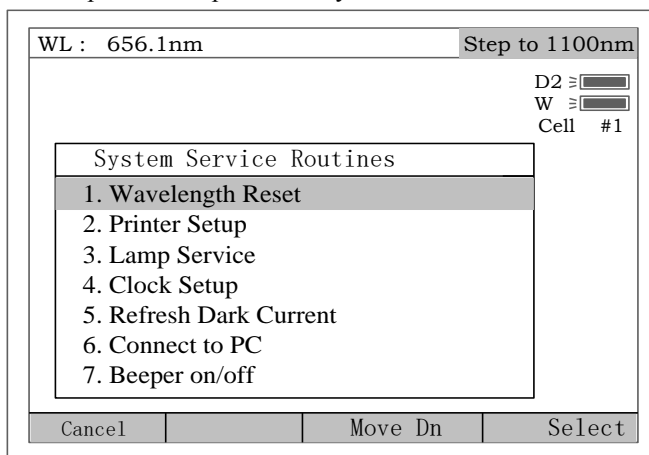 WL : 656.1nm Step to 1100nm
D2
W
Cell #1
System Service Routines
1. Wavelength Reset
2. Printer Setup
3. Lamp Service
4. Clock Setup
5. Refresh Dark Current
6. Connect to PC
7. Beeper on/off
Cancel Move Dn Select